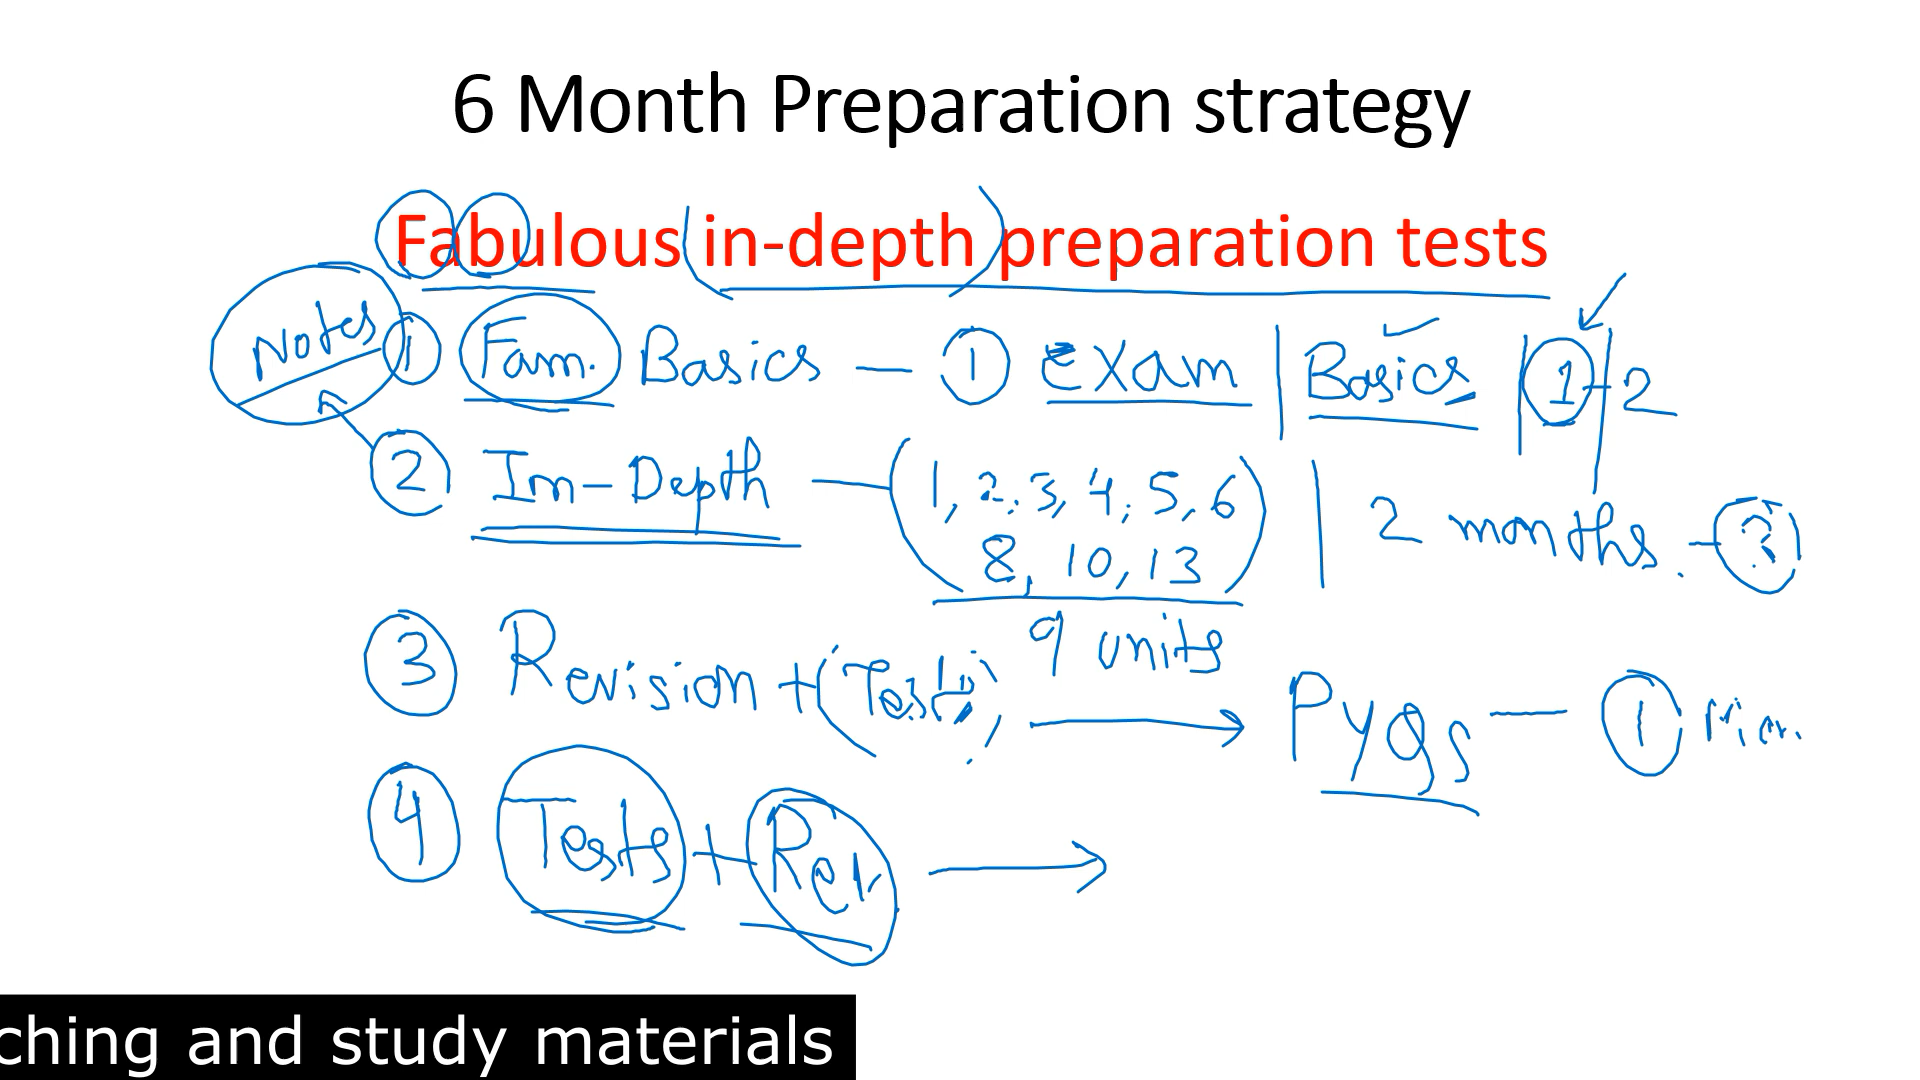 6 Month Preparation strategy
Fabulous in-depth preparation tests
Notes
① Fam. Basics — ① Exam | Basics | 1 - 2
② In-Depth — (1, 2, 3, 4, 5, 6
8, 10, 13) | 2 months. - ?
9 units
③ Revision + (Tests) → PYQs — ①
④ Tests + Rev. →
ching and study materials